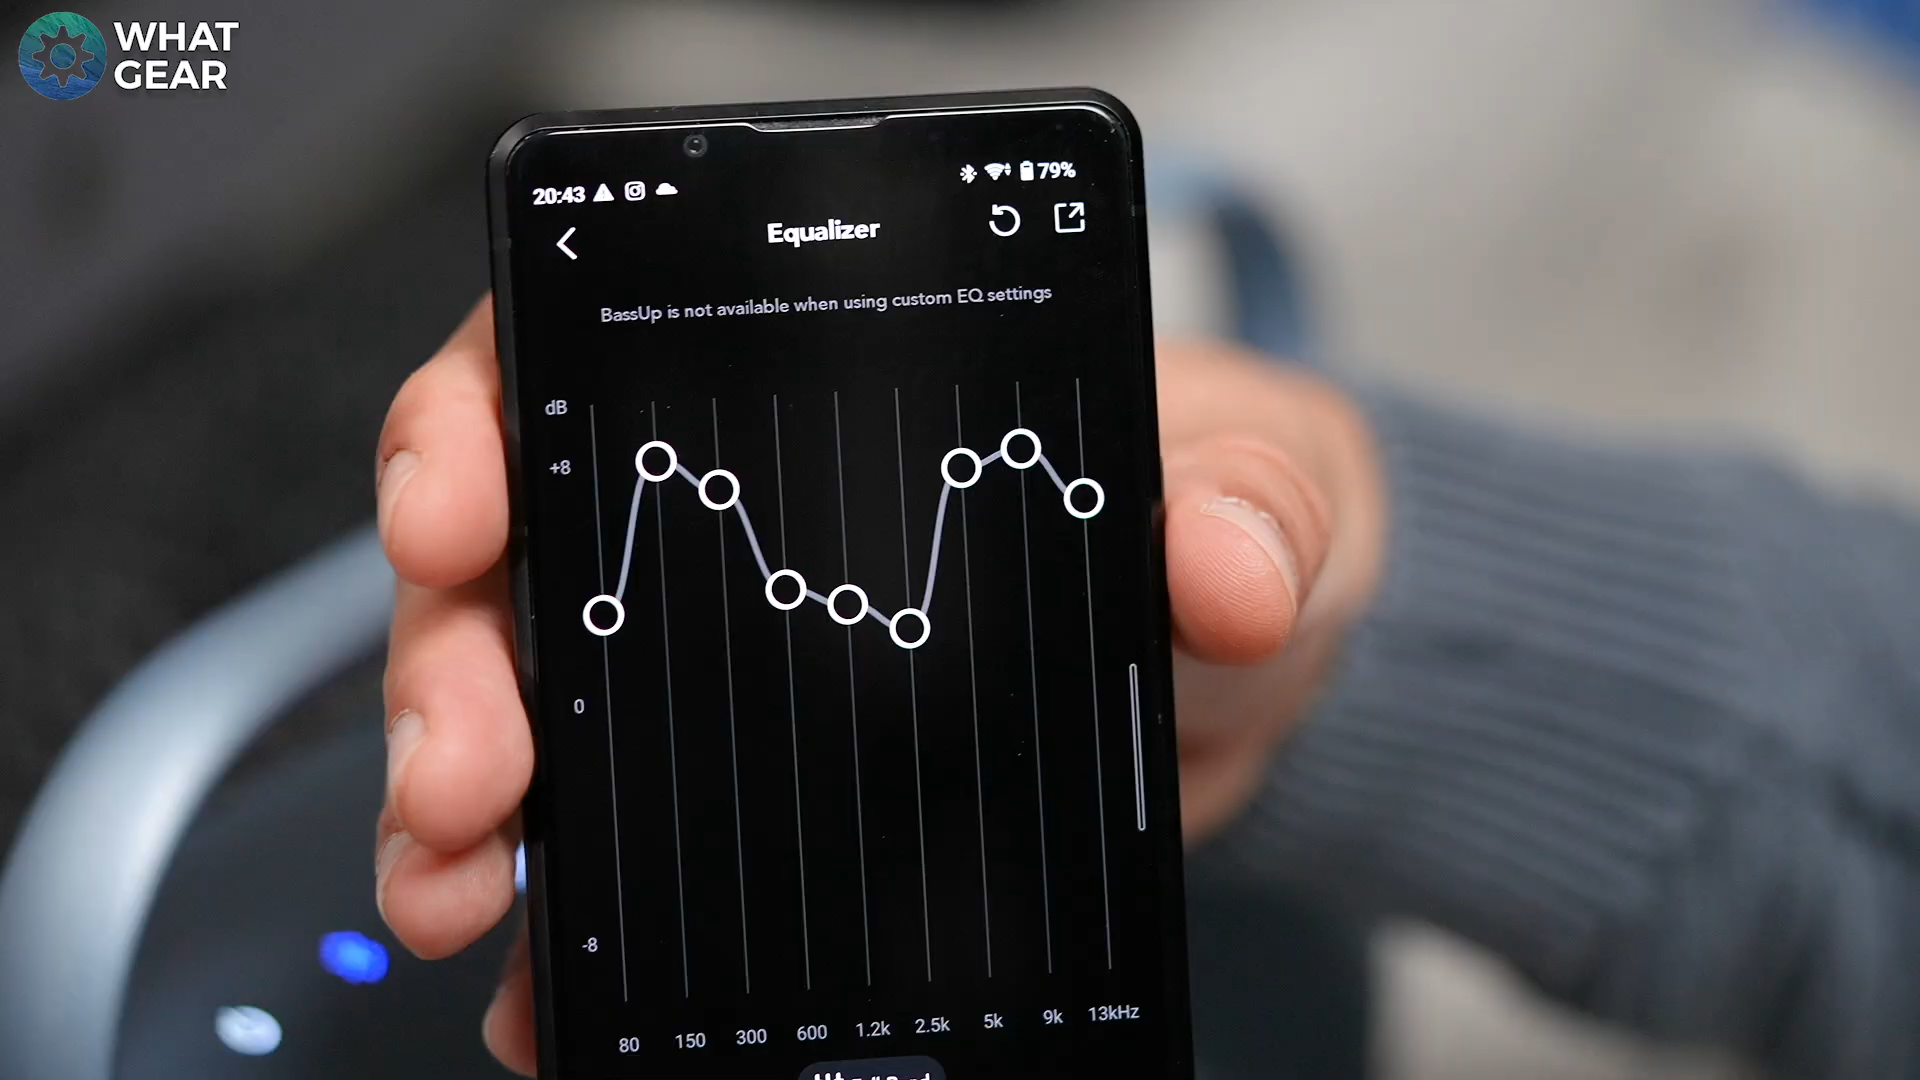 WHAT
GEAR
20:43
79%
Equalizer
BassUp is not available when using custom EQ settings
dB
+8
0
-8
80 150 300 600 1.2k 2.5k 5k 9k 13kHz